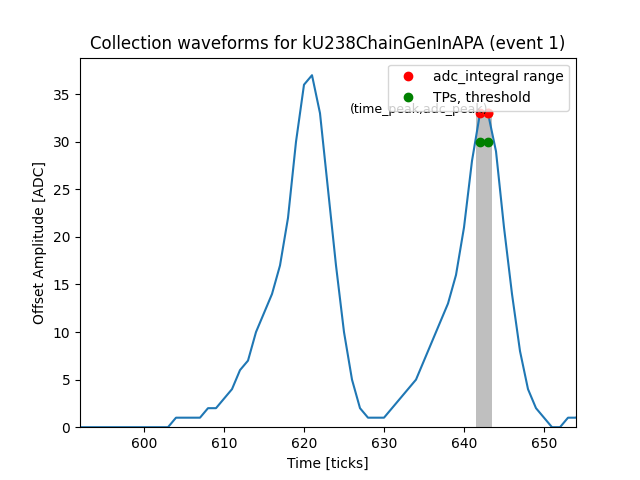 Collection waveforms for kU238ChainGenInAPA (event 1)
adc_integral range
TPs, threshold
(time_peak,adc_peak)
35
30
25
20
15
10
5
0
Offset Amplitude [ADC]
600
610
620
630
640
650
Time [ticks]